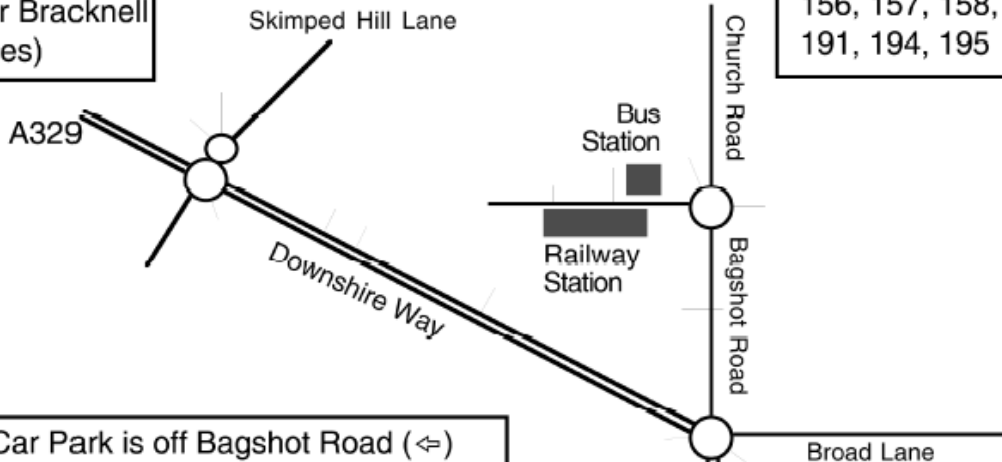 r Bracknell
es)
Skimped Hill Lane
156, 157, 158,
191, 194, 195
Church Road
A329
Bus
Station
Railway
Station
Downshire Way
Bagshot Road
Car Park is off Bagshot Road (⇦)
Broad Lane